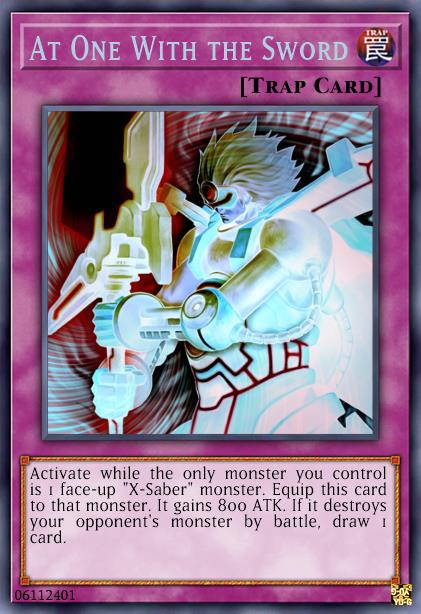 At One With the Sword
TRAP
罠
[Trap Card]
Activate while the only monster you control
is 1 face-up "X-Saber" monster. Equip this card
to that monster. It gains 800 ATK. If it destroys
your opponent's monster by battle, draw 1
card.
06112401